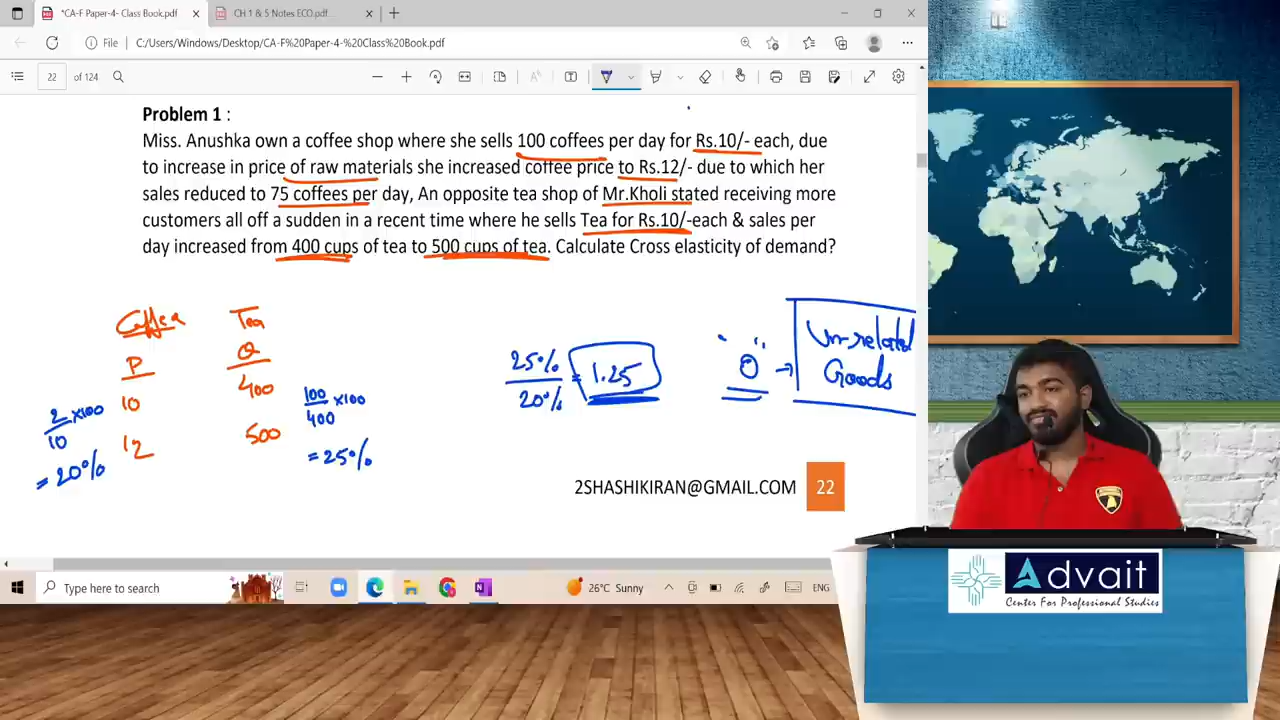 *CA-F Paper-4- Class Book.pdf
CH 1 & 5 Notes ECO.pdf
File
C:/Users/Windows/Desktop/CA-F%20Paper-4-%20Class%20Book.pdf
22 of 124
Problem 1 :
Miss. Anushka own a coffee shop where she sells 100 coffees per day for Rs.10/- each, due
to increase in price of raw materials she increased coffee price to Rs.12/- due to which her
sales reduced to 75 coffees per day, An opposite tea shop of Mr.Kholi stated receiving more
customers all off a sudden in a recent time where he sells Tea for Rs.10/-each & sales per
day increased from 400 cups of tea to 500 cups of tea. Calculate Cross elasticity of demand?
Coffee Tea
P Q
10 400
12 500
2/10 ×100
= 20%
100/400 ×100
= 25%
25%/20% = 1.25
"0" → Un-related
Goods
2SHASHIKIRAN@GMAIL.COM 22
Type here to search
26°C Sunny
ENG
Advait
Center For Professional Studies